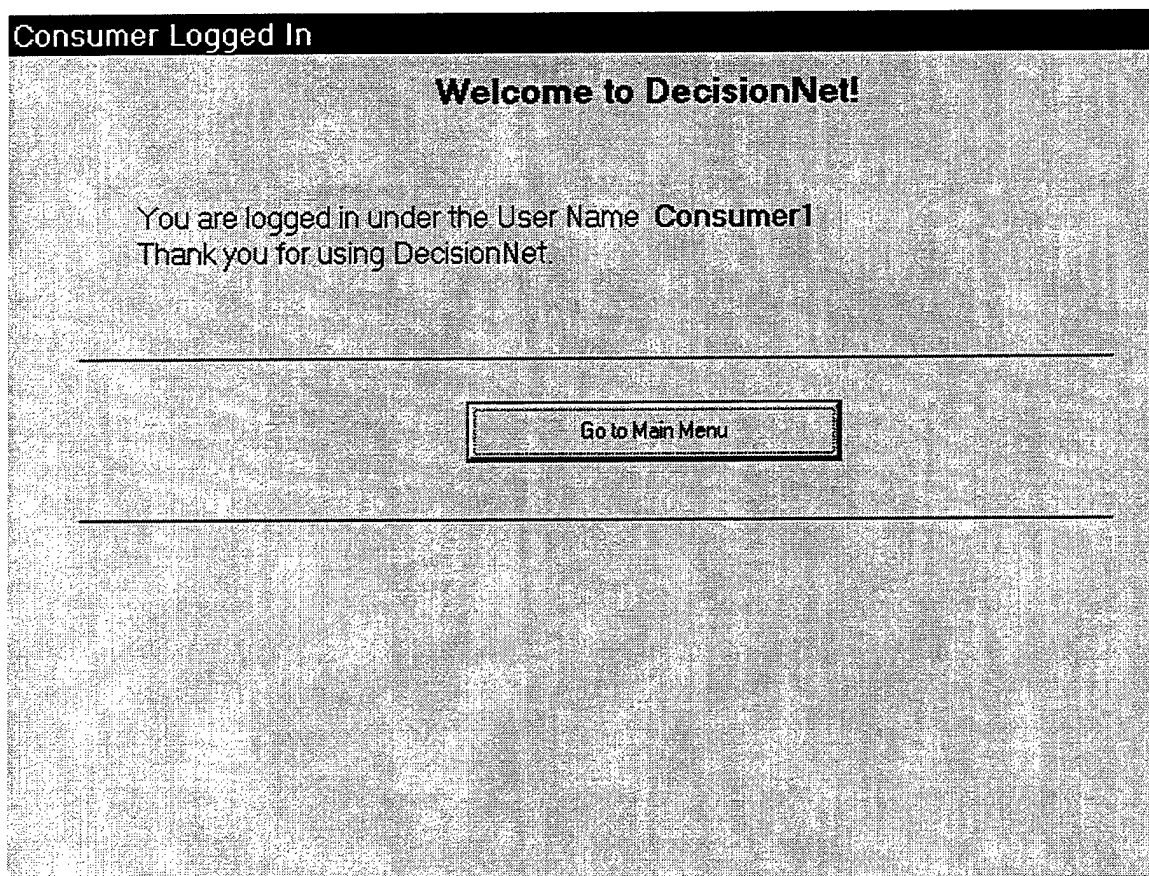 Consumer Logged In
Welcome to DecisionNet!
You are logged in under the User Name Consumer1
Thank you for using DecisionNet.
Go to Main Menu